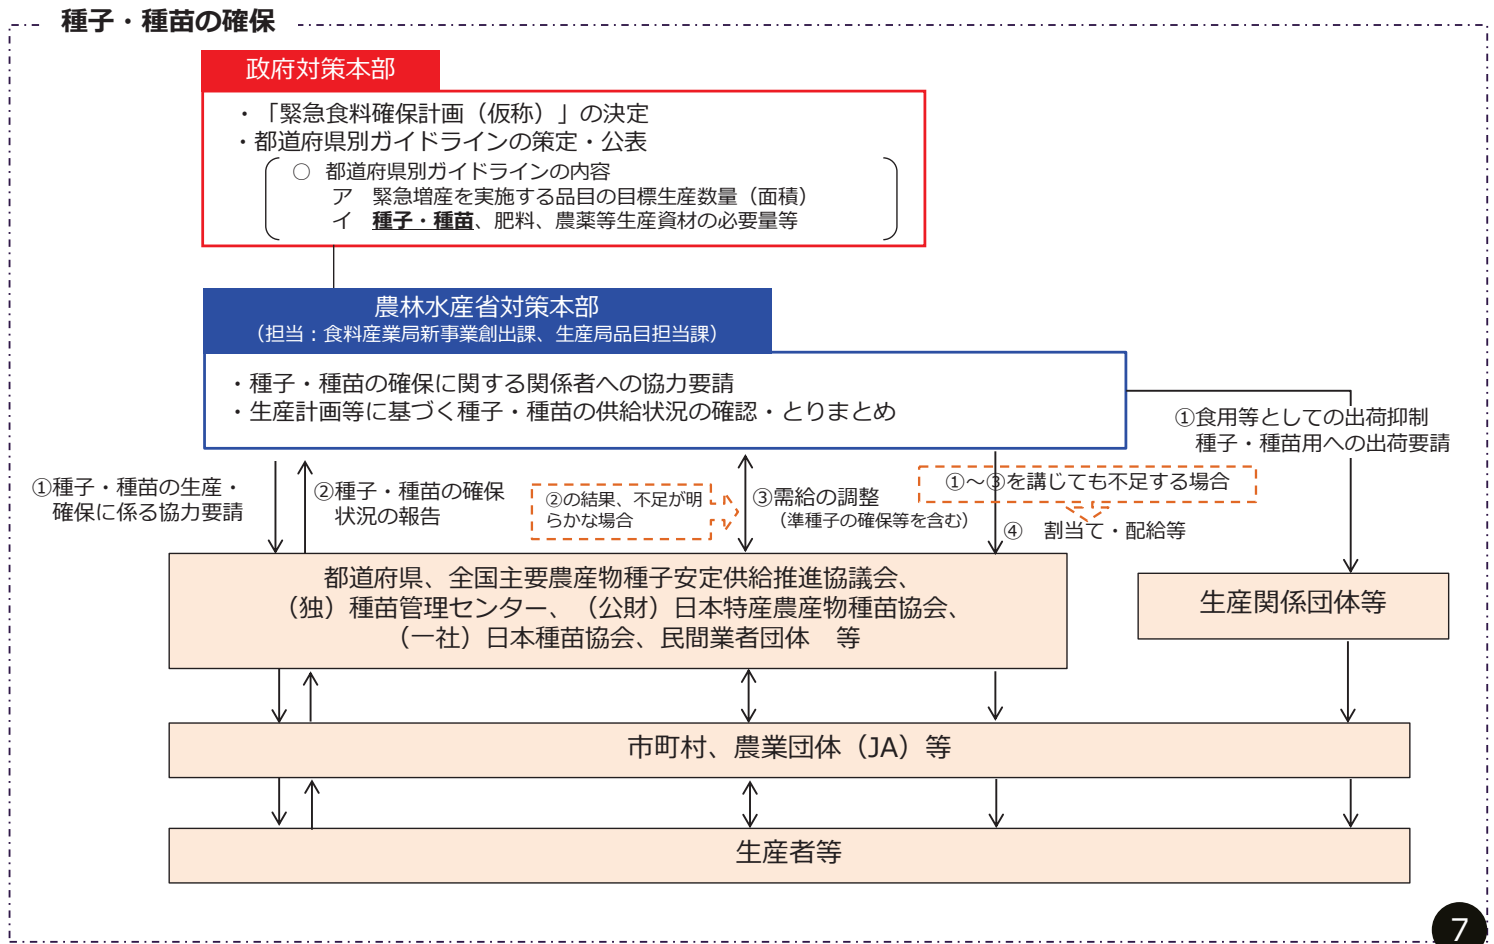 種子・種苗の確保
政府対策本部
・「緊急食料確保計画（仮称）」の決定
・都道府県別ガイドラインの策定・公表
○　都道府県別ガイドラインの内容
ア　緊急増産を実施する品目の目標生産数量（面積）
イ　種子・種苗、肥料、農薬等生産資材の必要量等
農林水産省対策本部
（担当：食料産業局新事業創出課、生産局品目担当課）
・種子・種苗の確保に関する関係者への協力要請
・生産計画等に基づく種子・種苗の供給状況の確認・とりまとめ
①食用等としての出荷抑制
種子・種苗用への出荷要請
①種子・種苗の生産・
確保に係る協力要請
②種子・種苗の確保
状況の報告
②の結果、不足が明
らかな場合
③需給の調整
（準種子の確保等を含む）
①～③を講じても不足する場合
④　割当て・配給等
都道府県、全国主要農産物種子安定供給推進協議会、
（独）種苗管理センター、（公財）日本特産農産物種苗協会、
（一社）日本種苗協会、民間業者団体　等
生産関係団体等
市町村、農業団体（JA）等
生産者等
7